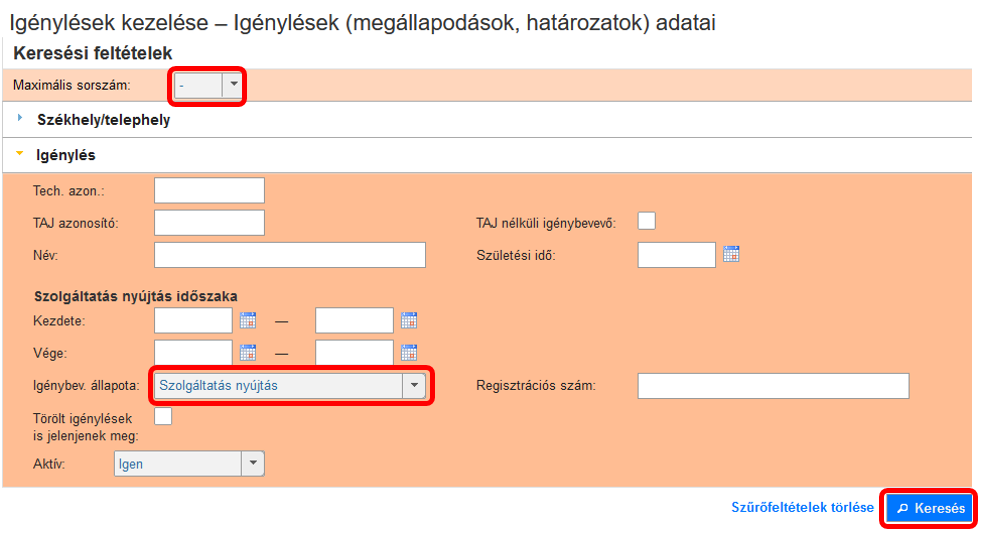 Igénylések kezelése – Igénylések (megállapodások, határozatok) adatai
Keresési feltételek
Maximális sorszám: -
Székhely/telephely
Igénylés
Tech. azon.:
TAJ azonosító: TAJ nélküli igénybevevő:
Név: Születési idő:
Szolgáltatás nyújtás időszaka
Kezdete: —
Vége: —
Igénybev. állapota: Szolgáltatás nyújtás Regisztrációs szám:
Törölt igénylések
is jelenjenek meg:
Aktív: Igen
Szűrőfeltételek törlése Keresés